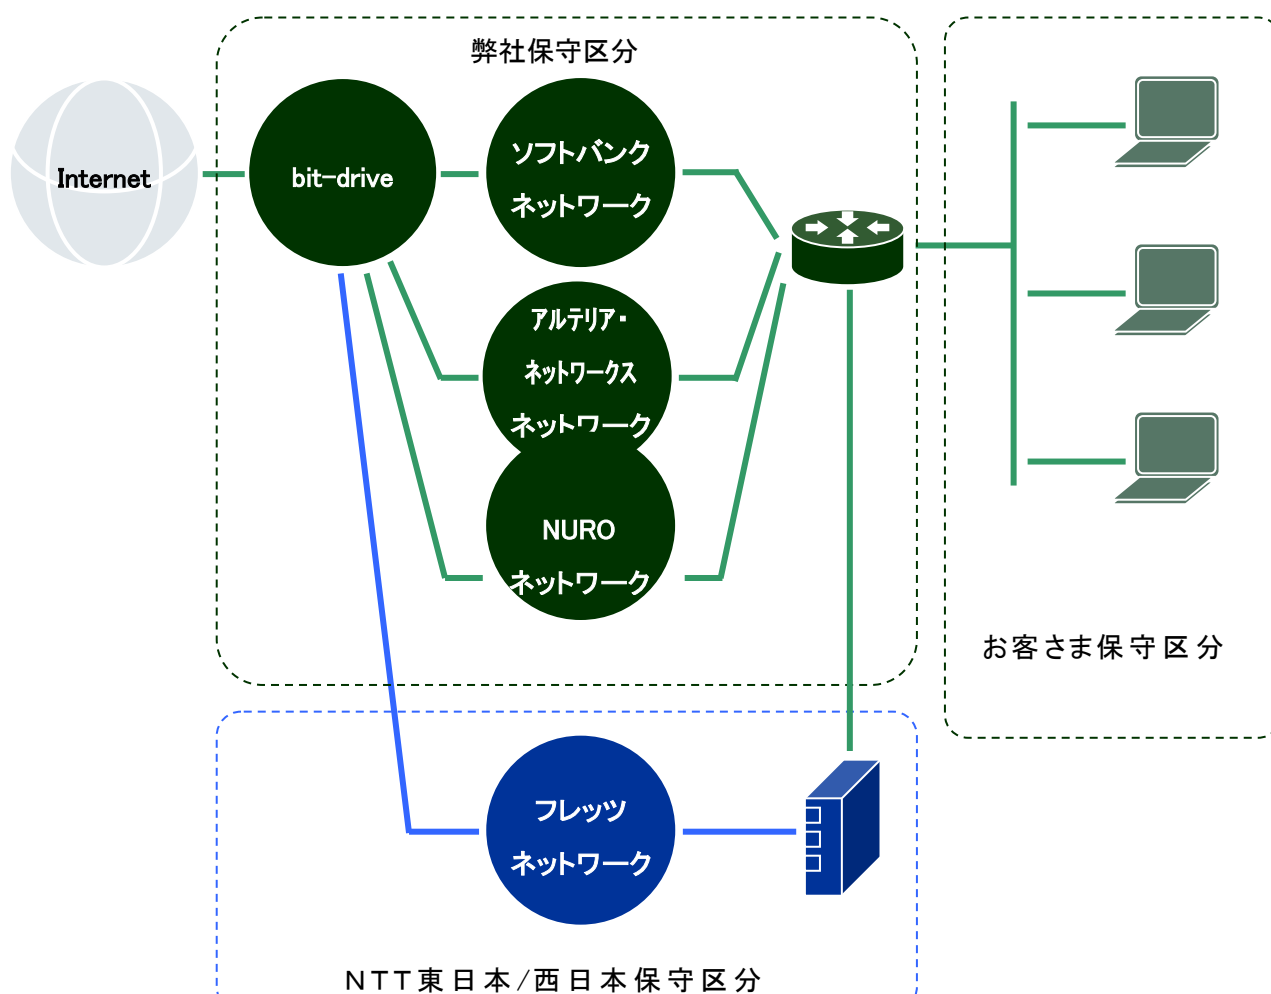 弊社保守区分
Internet
bit-drive
ソフトバンク
ネットワーク
アルテリア・
ネットワークス
ネットワーク
NURO
ネットワーク
お客さま保守区分
フレッツ
ネットワーク
NTT東日本/西日本保守区分